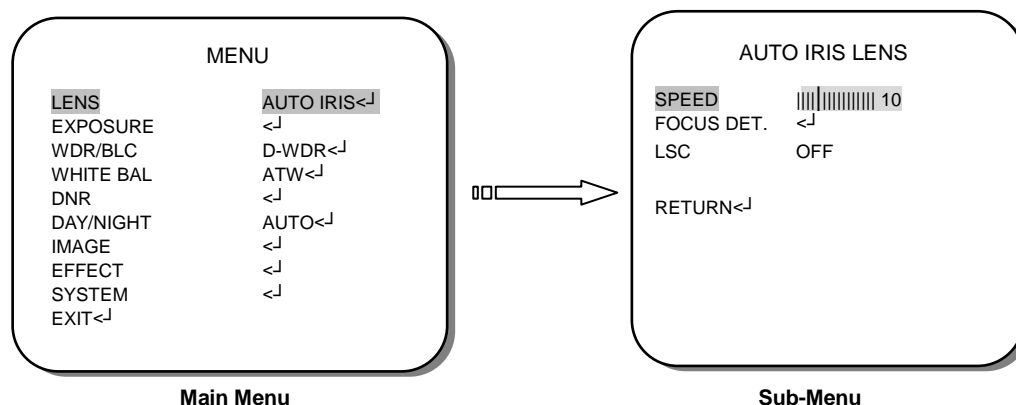 MENU
LENS AUTO IRIS<┘
EXPOSURE <┘
WDR/BLC D-WDR<┘
WHITE BAL ATW<┘
DNR <┘
DAY/NIGHT AUTO<┘
IMAGE <┘
EFFECT <┘
SYSTEM <┘
EXIT<┘
Main Menu
AUTO IRIS LENS
SPEED ||||||||||||||| 10
FOCUS DET. <┘
LSC OFF
RETURN<┘
Sub-Menu